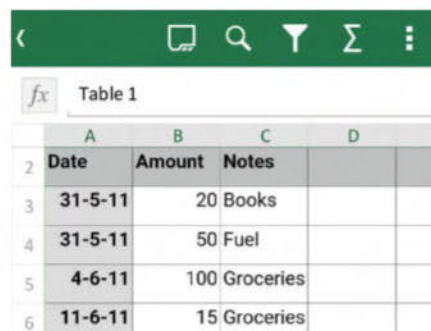 fx Table 1
A B C D
2 Date Amount Notes
3 31-5-11 20 Books
4 31-5-11 50 Fuel
5 4-6-11 100 Groceries
6 11-6-11 15 Groceries